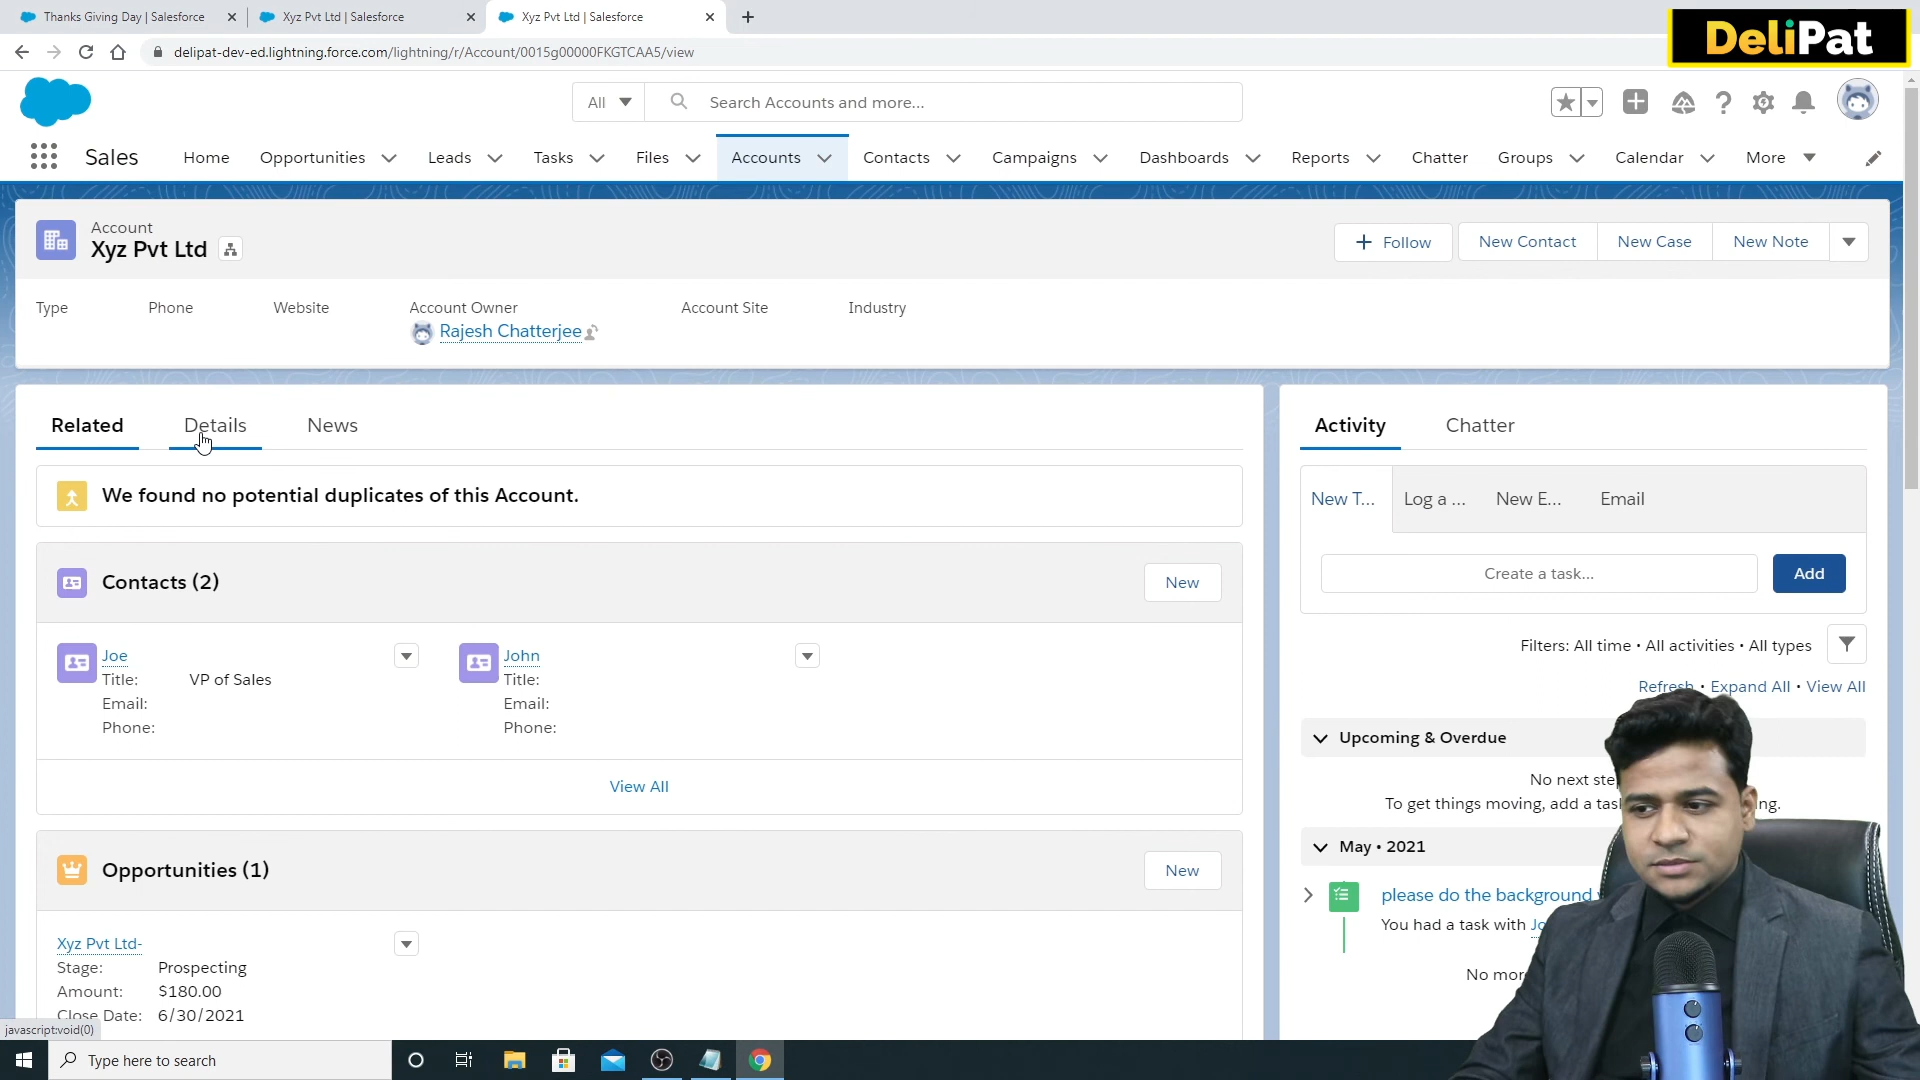 Thanks Giving Day | Salesforce
Xyz Pvt Ltd | Salesforce
Xyz Pvt Ltd | Salesforce
delipat-dev-ed.lightning.force.com/lightning/r/Account/0015g00000FKGTCAA5/view
DeliPat
All
Search Accounts and more...
Sales
Home
Opportunities
Leads
Tasks
Files
Accounts
Contacts
Campaigns
Dashboards
Reports
Chatter
Groups
Calendar
More
Account
Xyz Pvt Ltd
Follow
New Contact
New Case
New Note
Type
Phone
Website
Account Owner
Account Site
Industry
Rajesh Chatterjee
Related
Details
News
We found no potential duplicates of this Account.
Contacts (2)
New
Joe
Title: VP of Sales
Email:
Phone:
John
Title:
Email:
Phone:
View All
Opportunities (1)
New
Xyz Pvt Ltd-
Stage: Prospecting
Amount: $180.00
Close Date: 6/30/2021
Activity
Chatter
New T...
Log a ...
New E...
Email
Create a task...
Add
Filters: All time • All activities • All types
Refresh • Expand All • View All
Upcoming & Overdue
No next
To get things moving, add a
May • 2021
please do the background
You had a task with
No
javascript:void(0)
Type here to search